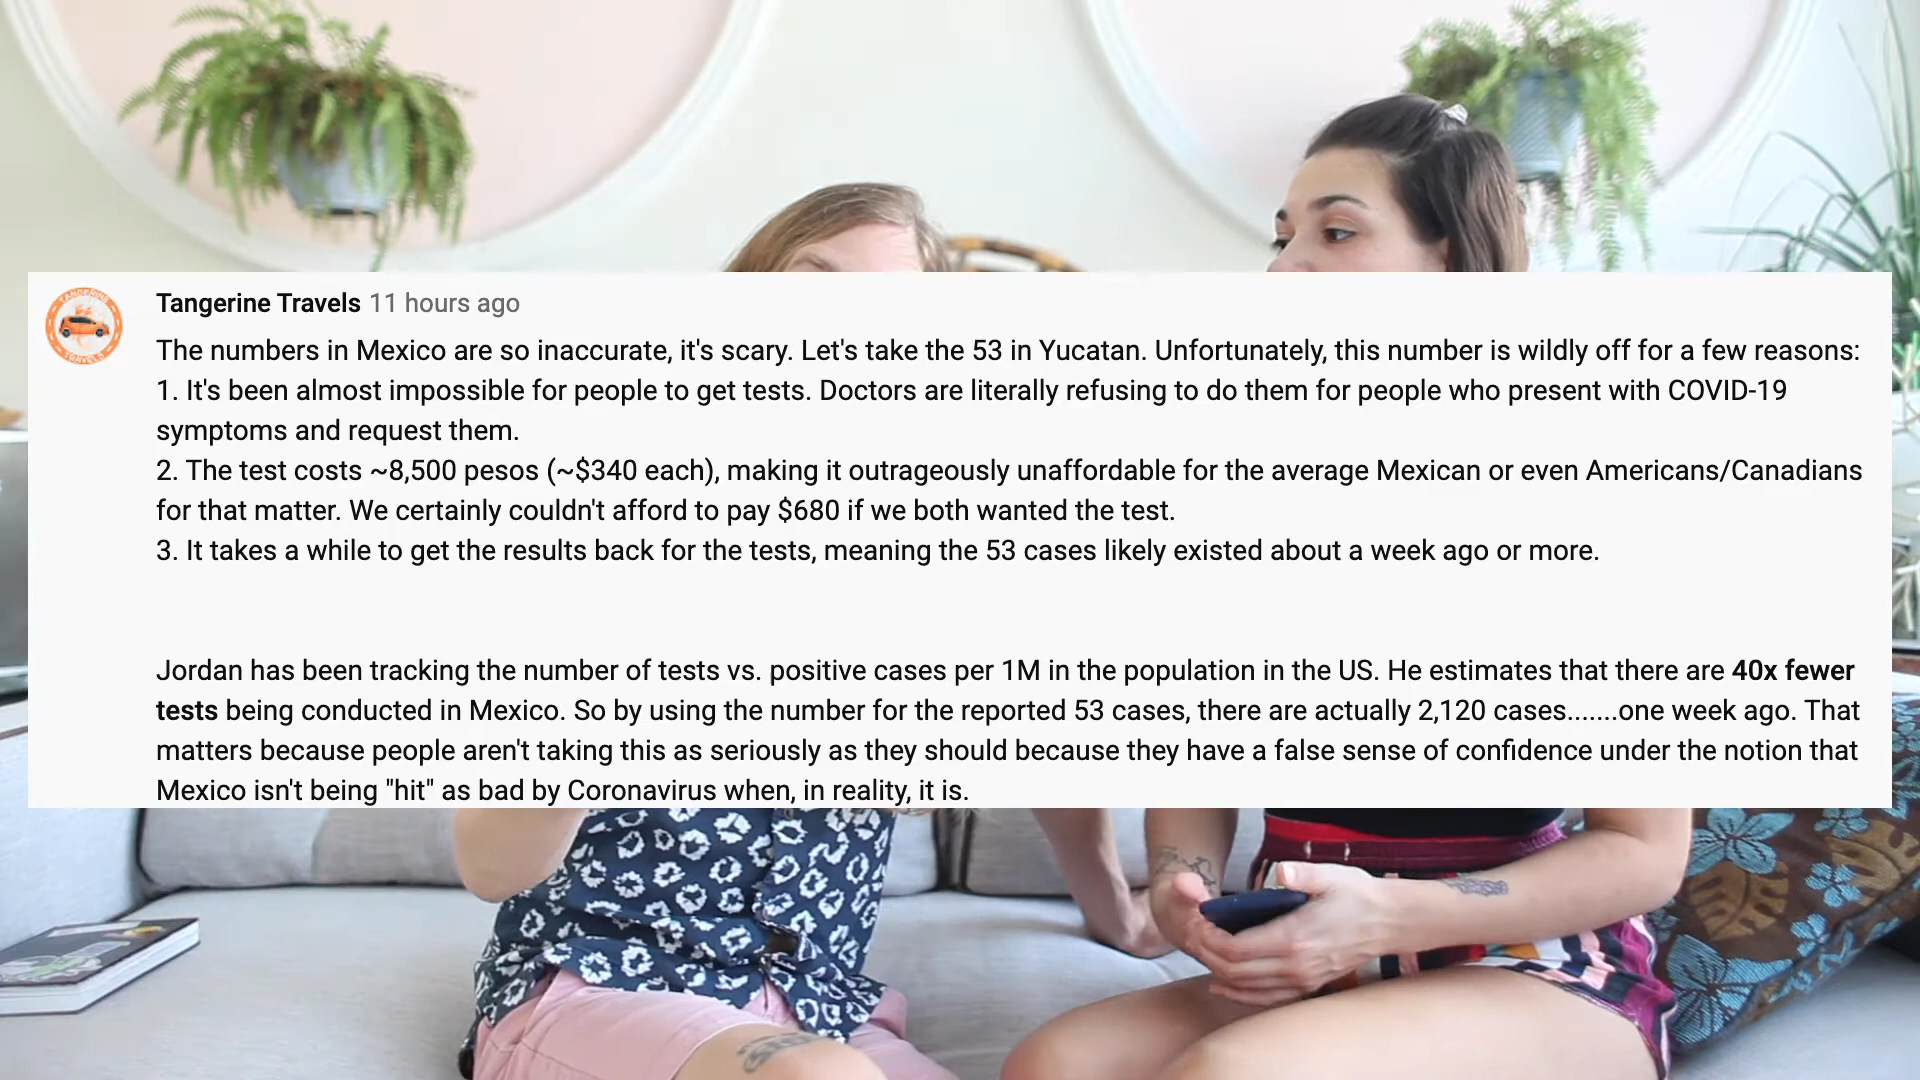 TANGERINE
TRAVELS
Tangerine Travels 11 hours ago
The numbers in Mexico are so inaccurate, it's scary. Let's take the 53 in Yucatan. Unfortunately, this number is wildly off for a few reasons:
1. It's been almost impossible for people to get tests. Doctors are literally refusing to do them for people who present with COVID-19
symptoms and request them.
2. The test costs ~8,500 pesos (~$340 each), making it outrageously unaffordable for the average Mexican or even Americans/Canadians
for that matter. We certainly couldn't afford to pay $680 if we both wanted the test.
3. It takes a while to get the results back for the tests, meaning the 53 cases likely existed about a week ago or more.
Jordan has been tracking the number of tests vs. positive cases per 1M in the population in the US. He estimates that there are 40x fewer
tests being conducted in Mexico. So by using the number for the reported 53 cases, there are actually 2,120 cases.......one week ago. That
matters because people aren't taking this as seriously as they should because they have a false sense of confidence under the notion that
Mexico isn't being "hit" as bad by Coronavirus when, in reality, it is.